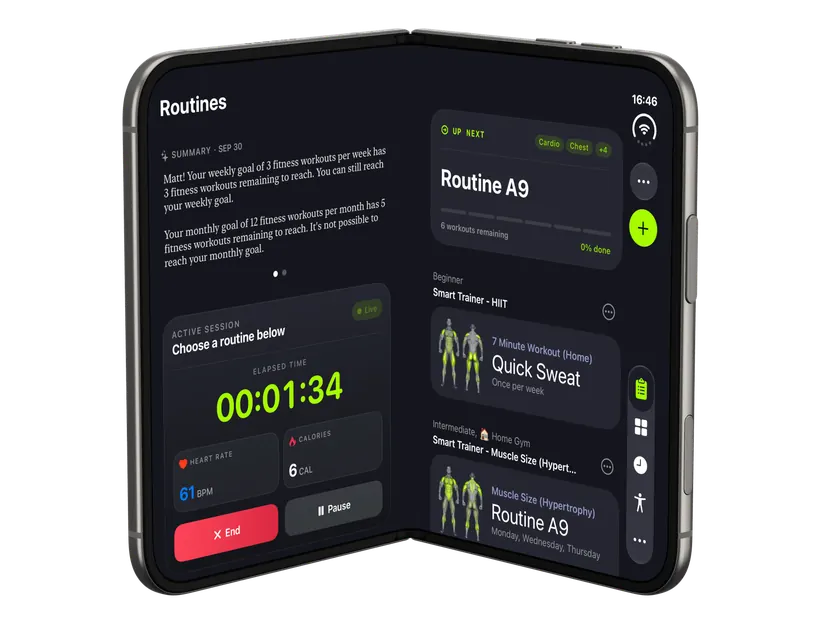 Routines
SUMMARY · SEP 30
Matt! Your weekly goal of 3 fitness workouts per week has
3 fitness workouts remaining to reach. You can still reach
your weekly goal.
Your monthly goal of 12 fitness workouts per month has 5
fitness workouts remaining to reach. It's not possible to
reach your monthly goal.
ACTIVE SESSION
Live
Choose a routine below
ELAPSED TIME
00:01:34
HEART RATE
61 BPM
CALORIES
6 CAL
End
Pause
16:46
UP NEXT
Cardio
Chest
+4
Routine A9
6 workouts remaining
0% done
Beginner
Smart Trainer - HIIT
7 Minute Workout (Home)
Quick Sweat
Once per week
Intermediate, 🏠 Home Gym
Smart Trainer - Muscle Size (Hypert...
Muscle Size (Hypertrophy)
Routine A9
Monday, Wednesday, Thursday